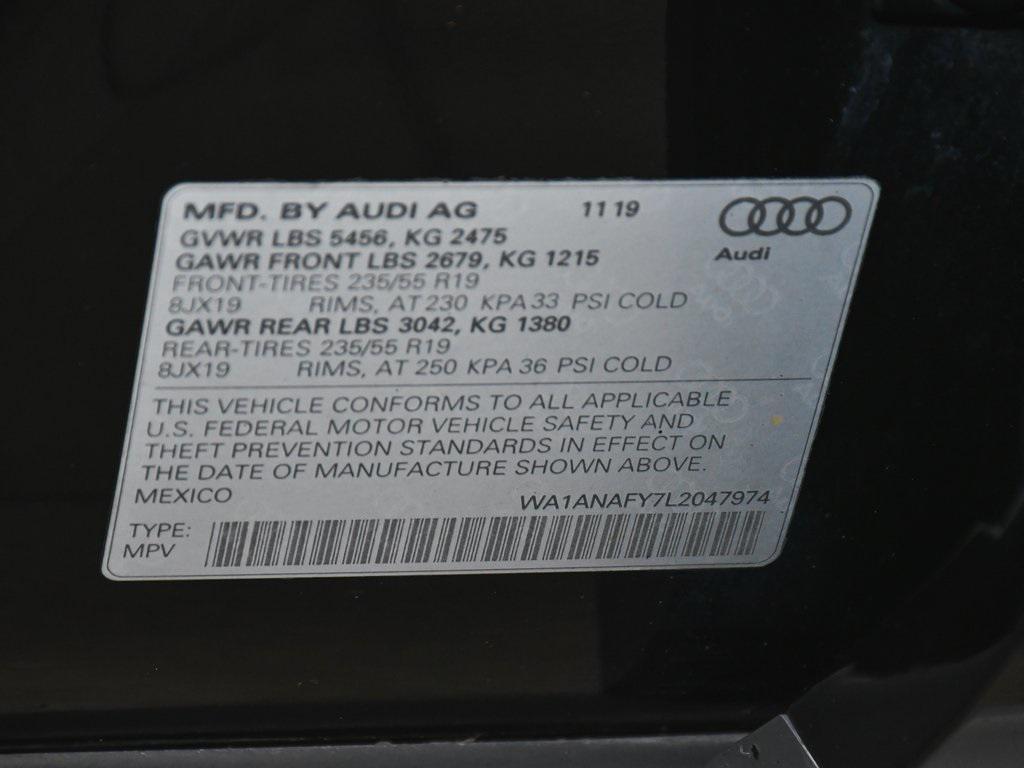 MFD. BY AUDI AG 11 19
Audi
GVWR LBS 5456, KG 2475
GAWR FRONT LBS 2679, KG 1215
FRONT-TIRES 235/55 R19
8JX19 RIMS, AT 230 KPA 33 PSI COLD
GAWR REAR LBS 3042, KG 1380
REAR-TIRES 235/55 R19
8JX19 RIMS, AT 250 KPA 36 PSI COLD
THIS VEHICLE CONFORMS TO ALL APPLICABLE
U.S. FEDERAL MOTOR VEHICLE SAFETY AND
THEFT PREVENTION STANDARDS IN EFFECT ON
THE DATE OF MANUFACTURE SHOWN ABOVE.
MEXICO WA1ANAFY7L2047974
TYPE:
MPV